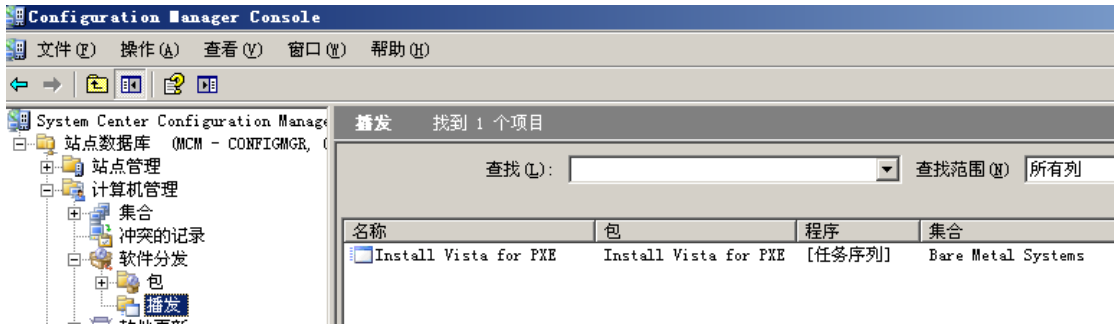 Configuration Manager Console
文件(F) 操作(A) 查看(V) 窗口(W) 帮助(H)
System Center Configuration Manage
站点数据库 (MCM - CONFIGMGR, (
站点管理
计算机管理
集合
冲突的记录
软件分发
包
播发
软件更新
播发 找到 1 个项目
查找(L): 查找范围(N) 所有列
名称 包 程序 集合
Install Vista for PXE Install Vista for PXE [任务序列] Bare Metal Systems